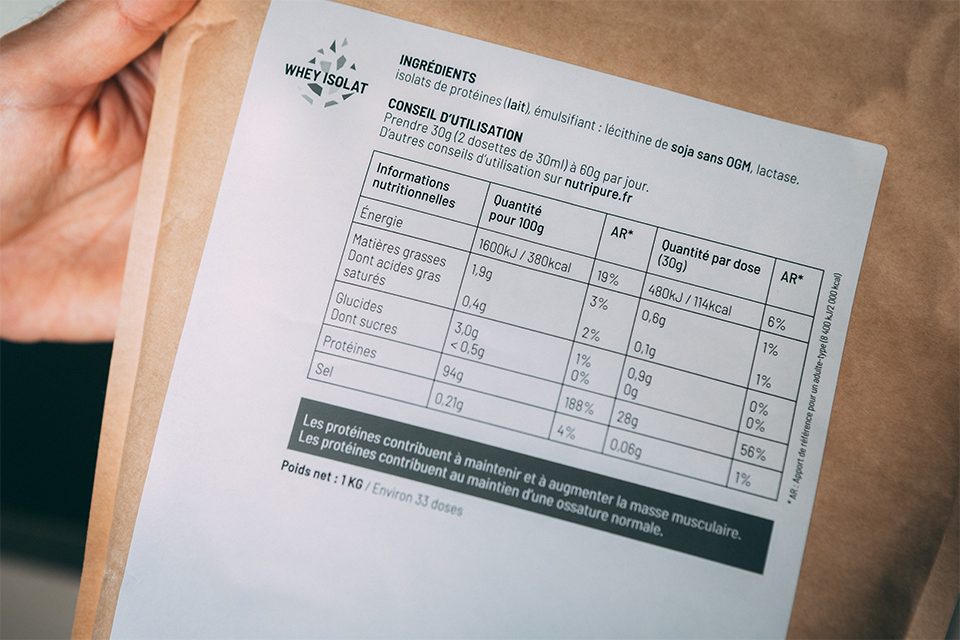 WHEY ISOLAT
INGRÉDIENTS
isolats de protéines (lait), émulsifiant : lécithine de soja sans OGM, lactase.
CONSEIL D'UTILISATION
Prendre 30g (2 dosettes de 30ml) à 60g par jour.
D'autres conseils d'utilisation sur nutripure.fr
Informations nutritionnelles Quantité pour 100g AR* Quantité par dose (30g) AR*
Énergie 1600kJ / 380kcal 19% 480kJ / 114kcal 6%
Matières grasses 1,9g 3% 0,6g 1%
Dont acides gras saturés 0,4g 2% 0,1g 1%
Glucides 3,0g 1% 0,9g 0%
Dont sucres < 0,5g 0% 0g 0%
Protéines 94g 188% 28g 56%
Sel 0.21g 4% 0,06g 1%
* AR : Apport de référence pour un adulte-type (8 400 kJ/2 000 kcal)
Les protéines contribuent à maintenir et à augmenter la masse musculaire.
Les protéines contribuent au maintien d'une ossature normale.
Poids net : 1 KG / Environ 33 doses